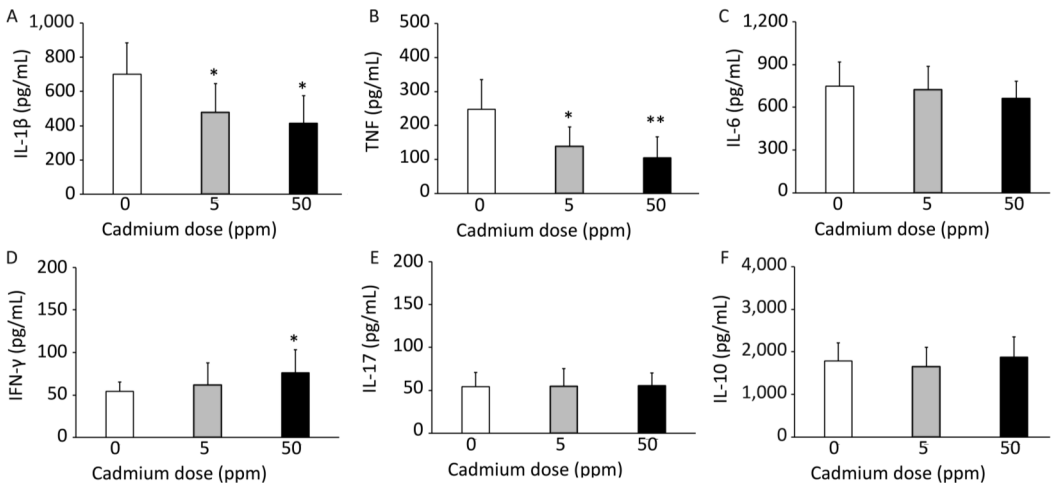 A
IL-1β (pg/mL)
1,000
800
600
400
200
0
*
*
0 5 50
Cadmium dose (ppm)
B
TNF (pg/mL)
500
400
300
200
100
0
*
**
0 5 50
Cadmium dose (ppm)
C
IL-6 (pg/mL)
1,200
900
600
300
0
0 5 50
Cadmium dose (ppm)
D
IFN-γ (pg/mL)
200
150
100
50
0
*
0 5 50
Cadmium dose (ppm)
E
IL-17 (pg/mL)
200
150
100
50
0
0 5 50
Cadmium dose (ppm)
F
IL-10 (pg/mL)
4,000
3,000
2,000
1,000
0
0 5 50
Cadmium dose (ppm)